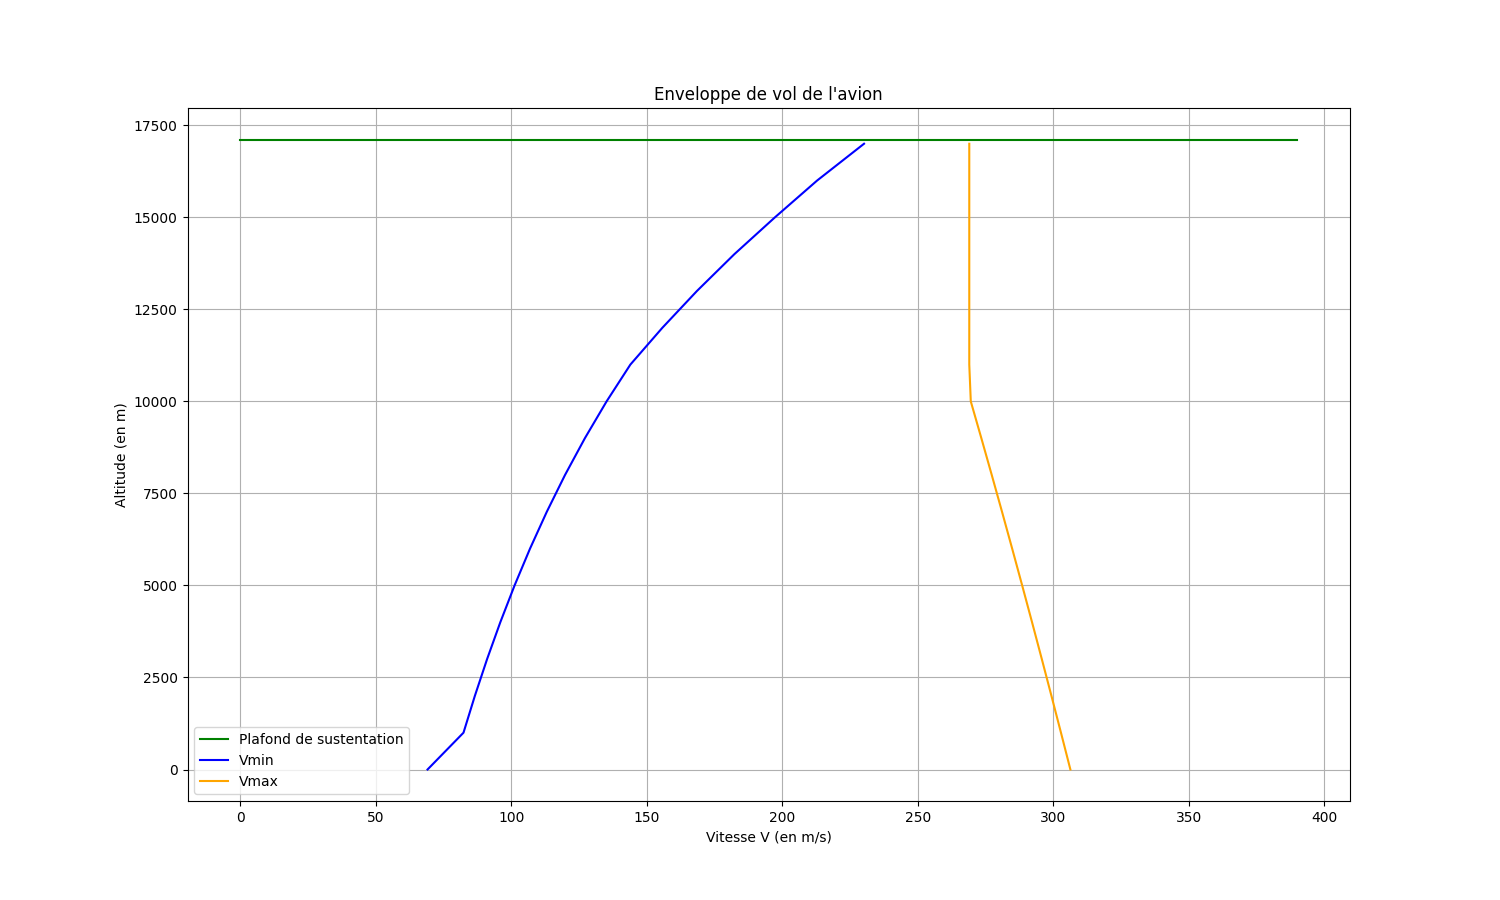 Enveloppe de vol de l'avion
17500
15000
12500
10000
7500
5000
2500
0
Altitude (en m)
Plafond de sustentation
Vmin
Vmax
0 50 100 150 200 250 300 350 400
Vitesse V (en m/s)